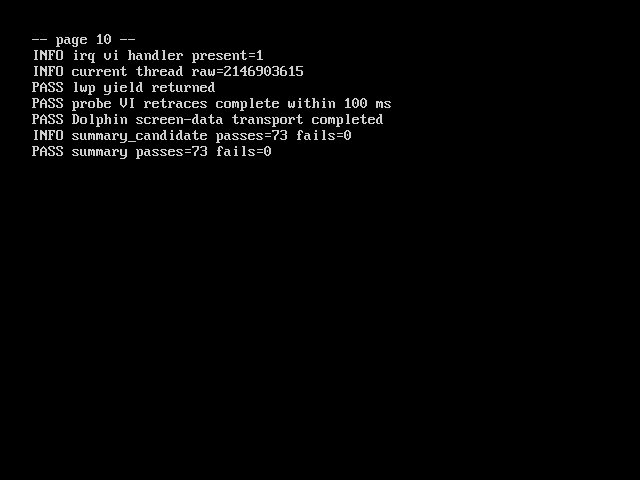 -- page 10 --
INFO irq vi handler present=1
INFO current thread raw=2146903615
PASS lwp yield returned
PASS probe VI retraces complete within 100 ms
PASS Dolphin screen-data transport completed
INFO summary_candidate passes=73 fails=0
PASS summary passes=73 fails=0